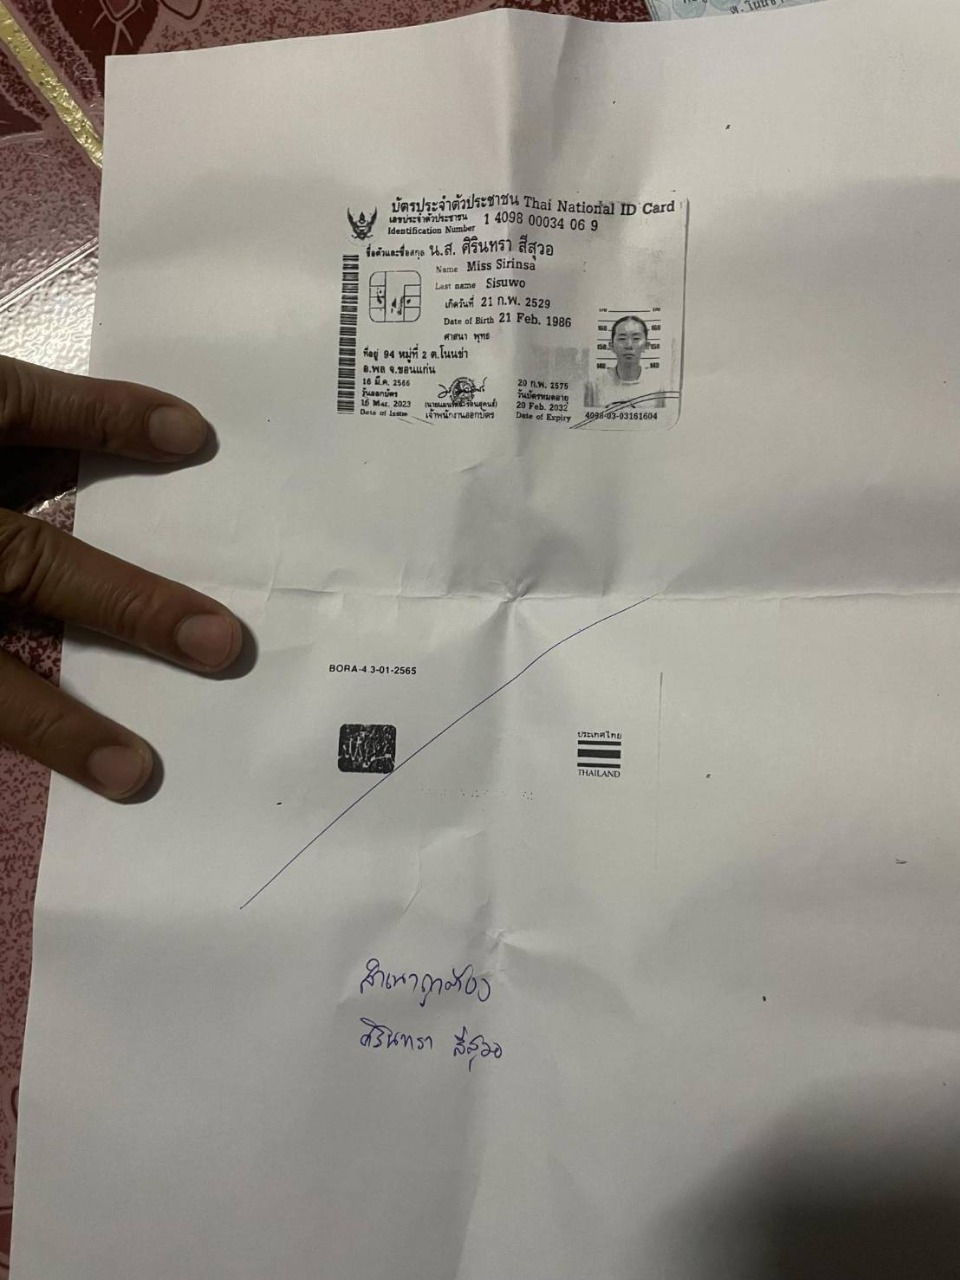 ต.โนนข่า
บัตรประจำตัวประชาชน Thai National ID Card
เลขประจำตัวประชาชน
Identification Number
1 4098 00034 06 9
ชื่อตัวและชื่อสกุล น.ส. ศิรินทรา สีสุวอ
Name Miss Sirinsa
Last name Sisuwo
เกิดวันที่ 21 ก.พ. 2529
Date of Birth 21 Feb. 1986
ศาสนา พุทธ
ที่อยู่ 94 หมู่ที่ 2 ต.โนนข่า
อ.พล จ.ขอนแก่น
16 มี.ค. 2566
วันออกบัตร
16 Mar. 2023
Date of Issue
เจ้าพนักงานออกบัตร
20 ก.พ. 2575
วันบัตรหมดอายุ
20 Feb. 2032
Date of Expiry
160 160
150 150
4098-03-03161604
BORA-4.3-01-2565
ประเทศไทย
THAILAND
สำเนาถูกต้อง
ศิรินทรา สีสุวอ